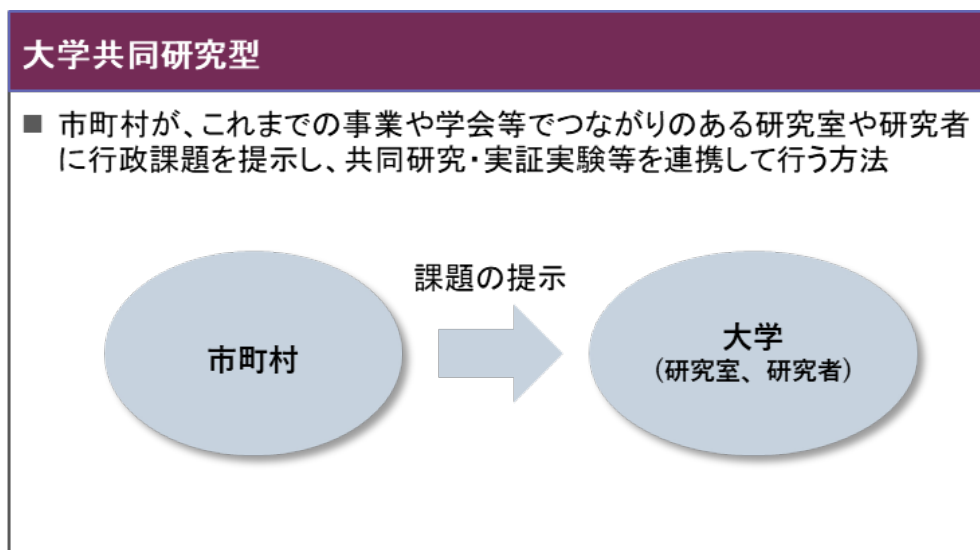 大学共同研究型
■ 市町村が、これまでの事業や学会等でつながりのある研究室や研究者
に行政課題を提示し、共同研究・実証実験等を連携して行う方法
課題の提示
市町村
大学
(研究室、研究者)